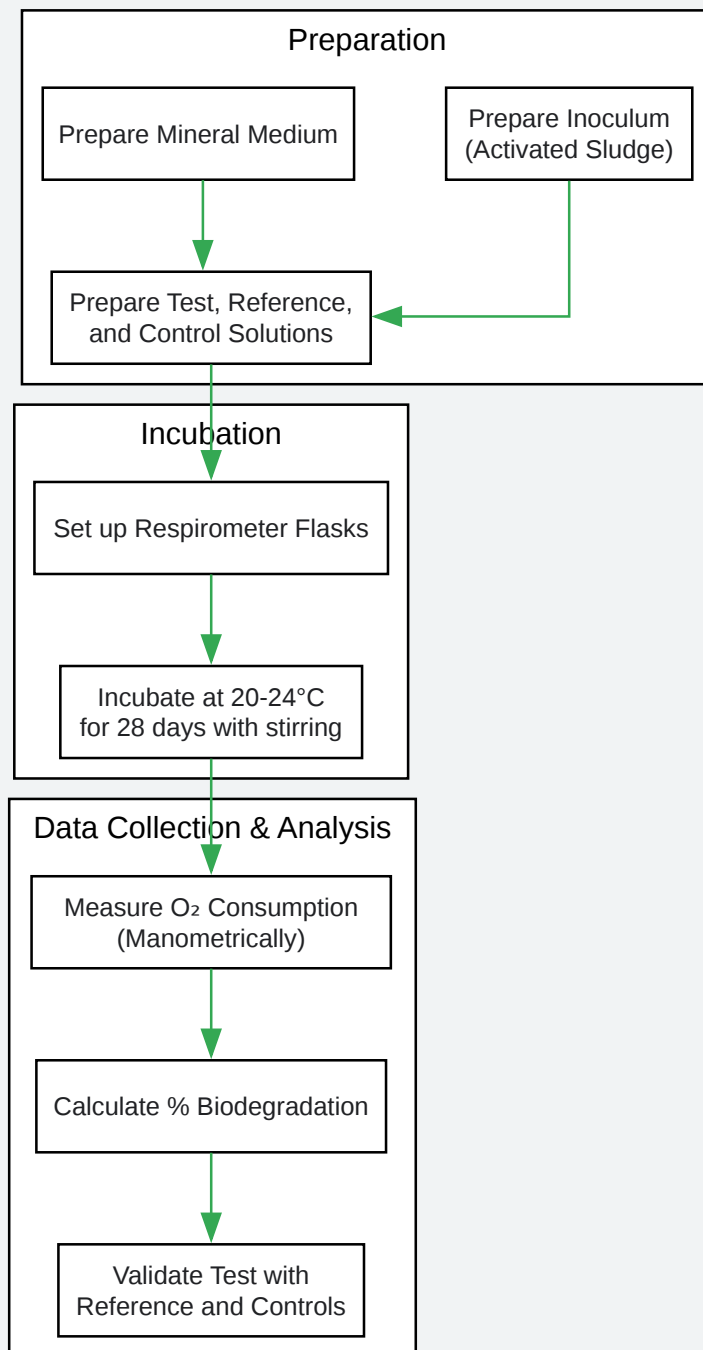 Preparation
Prepare Mineral Medium
Prepare Inoculum
(Activated Sludge)
Prepare Test, Reference,
and Control Solutions
Incubation
Set up Respirometer Flasks
Incubate at 20-24°C
for 28 days with stirring
Data Collection & Analysis
Measure O₂ Consumption
(Manometrically)
Calculate % Biodegradation
Validate Test with
Reference and Controls